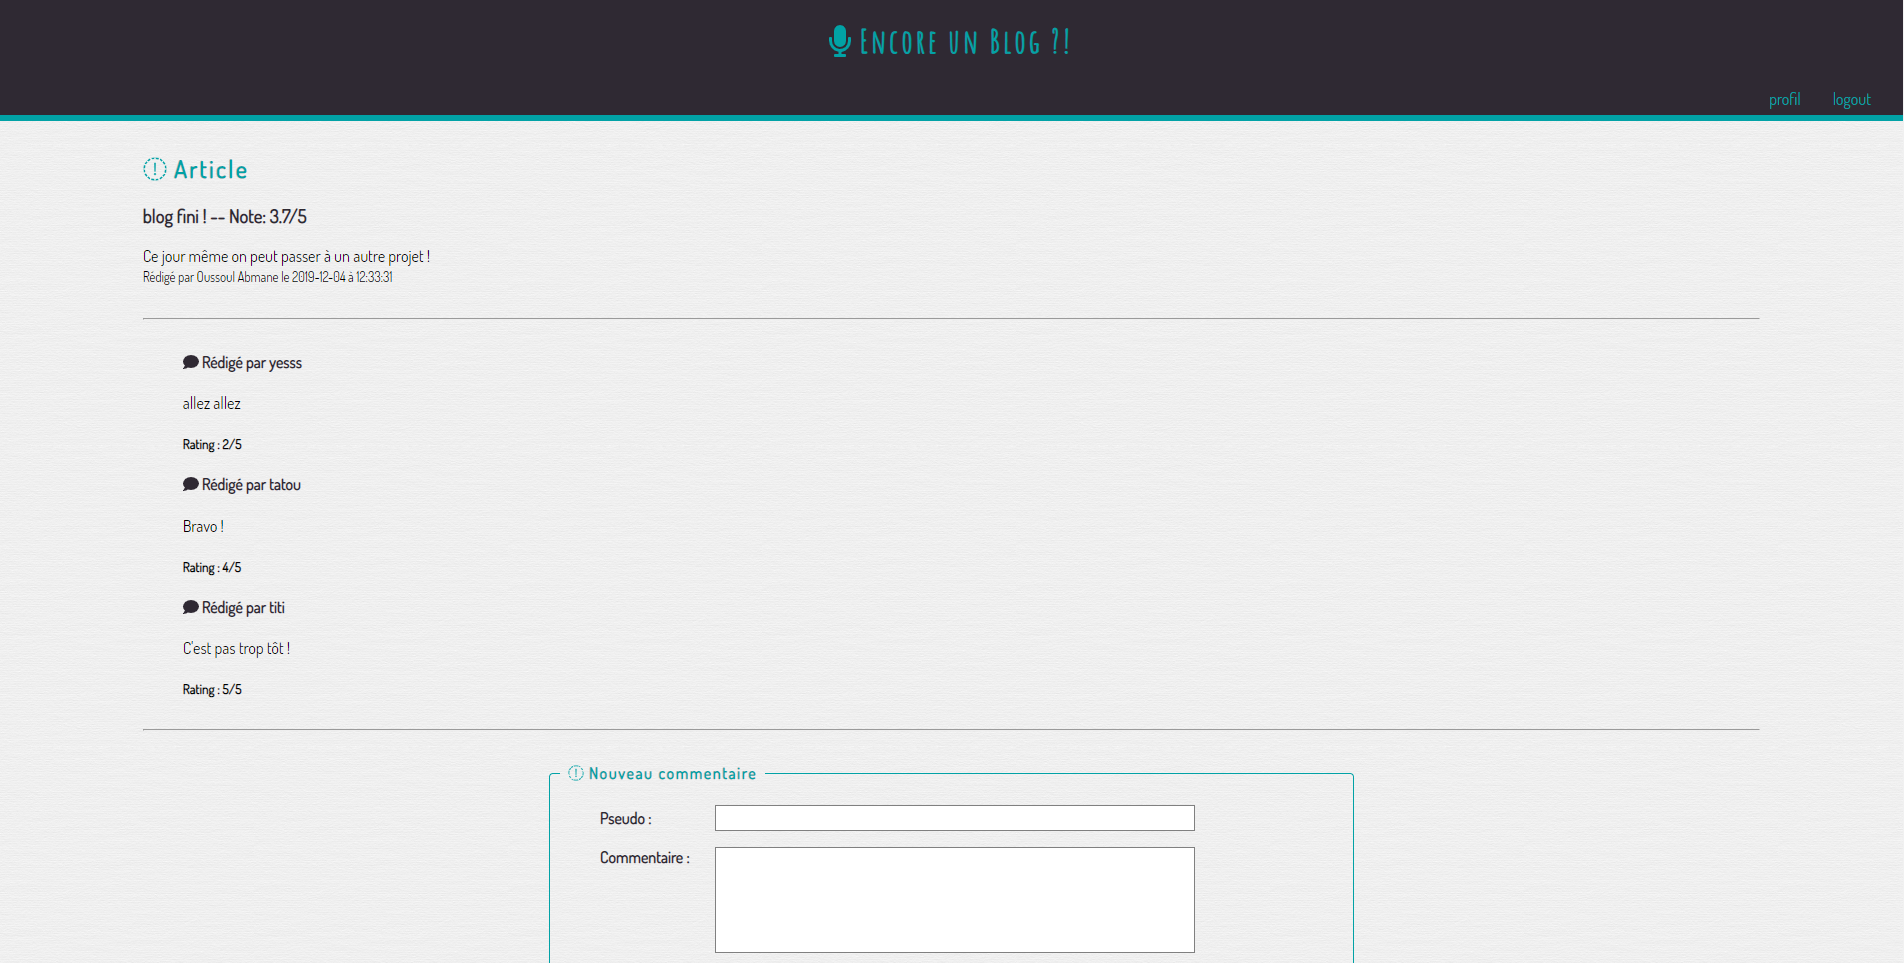 Encore un Blog ?!
profil logout
Article
blog fini ! -- Note: 3.7/5
Ce jour même on peut passer à un autre projet !
Rédigé par Oussoul Abmane le 2019-12-04 à 12:33:31
Rédigé par yesss
allez allez
Rating : 2/5
Rédigé par tatou
Bravo !
Rating : 4/5
Rédigé par titi
C'est pas trop tôt !
Rating : 5/5
Nouveau commentaire
Pseudo :
Commentaire :